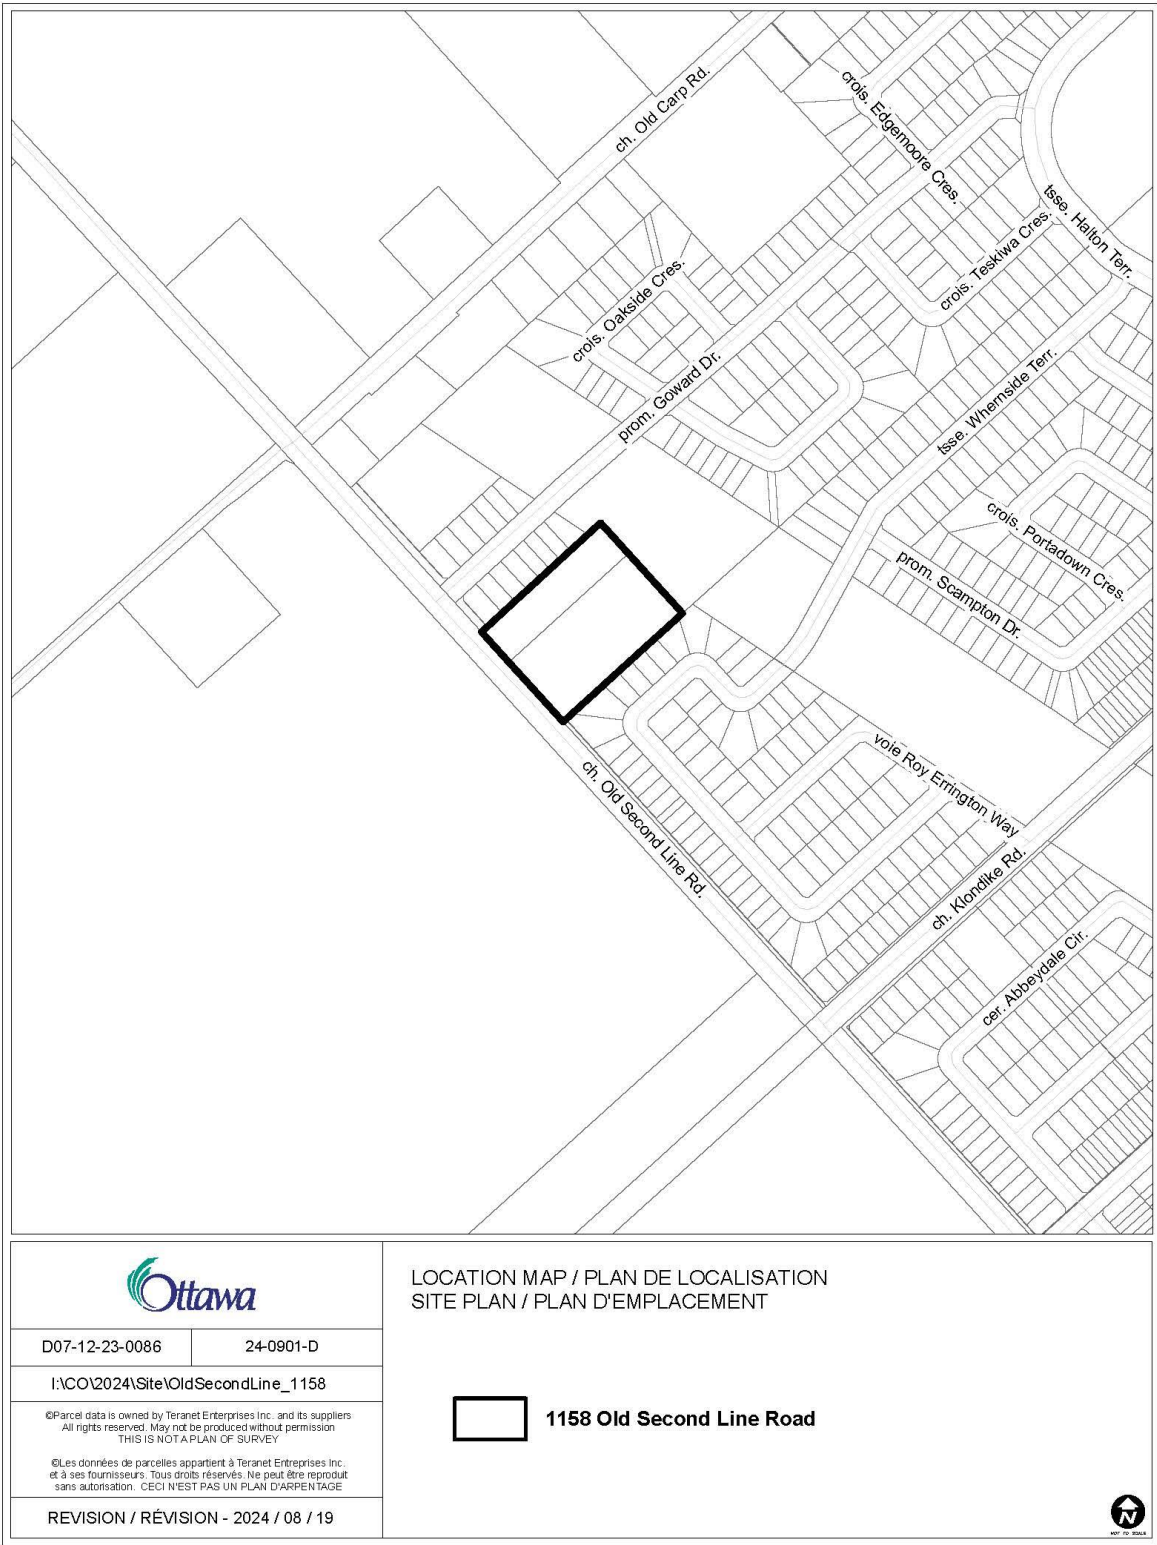 ch. Old Carp Rd.
crois. Edgemoore Cres.
tsse. Halton Terr.
crois. Teskiwa Cres.
crois. Oakside Cres.
prom. Goward Dr.
tsse. Whernside Terr.
crois. Portadown Cres.
prom. Scampton Dr.
ch. Old Second Line Rd.
voie Roy Errington Way
ch. Klondike Rd.
cer. Abbeydale Cir.
Ottawa
D07-12-23-0086
24-0901-D
I:\CO\2024\Site\OldSecondLine_1158
©Parcel data is owned by Teranet Enterprises Inc. and its suppliers
All rights reserved. May not be produced without permission
THIS IS NOT A PLAN OF SURVEY
©Les données de parcelles appartient à Teranet Entreprises Inc.
et à ses fournisseurs. Tous droits réservés. Ne peut être reproduit
sans autorisation. CECI N'EST PAS UN PLAN D'ARPENTAGE
REVISION / RÉVISION - 2024 / 08 / 19
LOCATION MAP / PLAN DE LOCALISATION
SITE PLAN / PLAN D'EMPLACEMENT
1158 Old Second Line Road
N
NOT TO SCALE